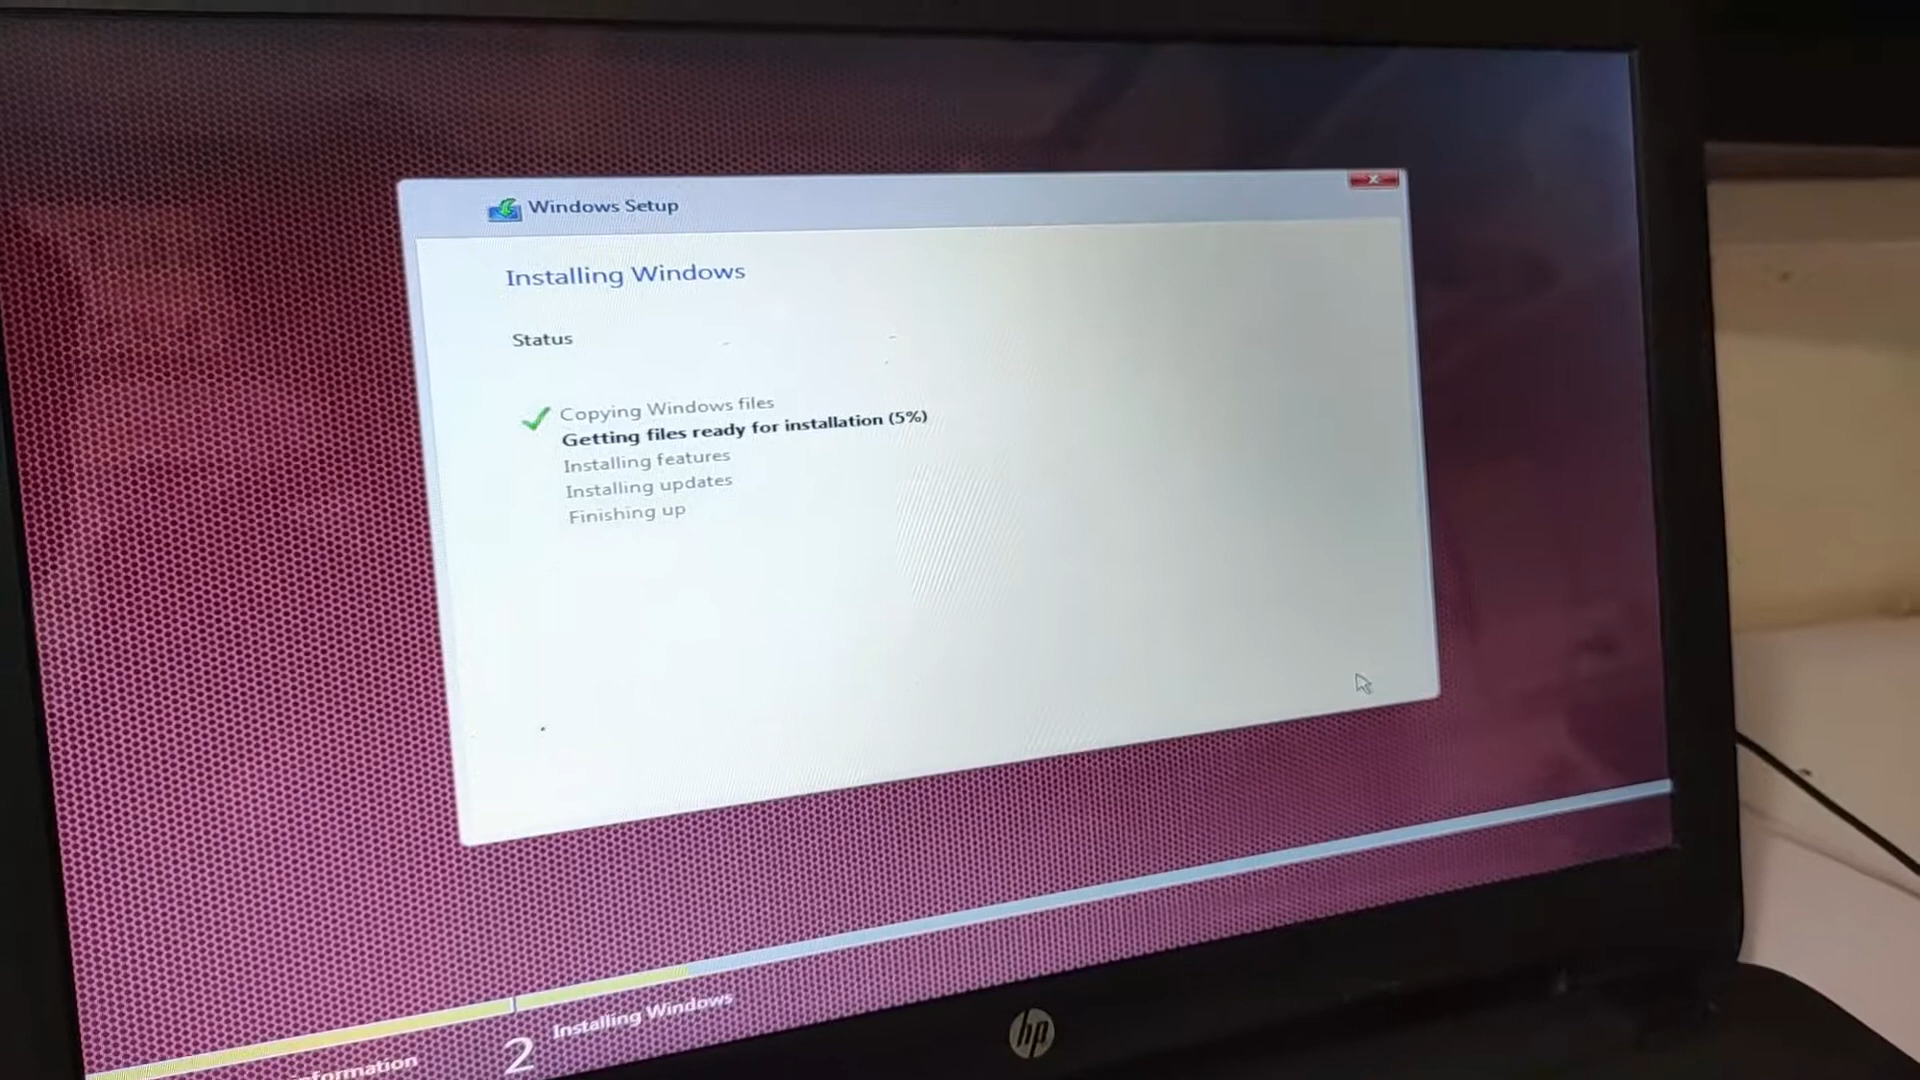 Windows Setup
Installing Windows
Status
Copying Windows files
Getting files ready for installation (5%)
Installing features
Installing updates
Finishing up
2 Installing Windows
hp